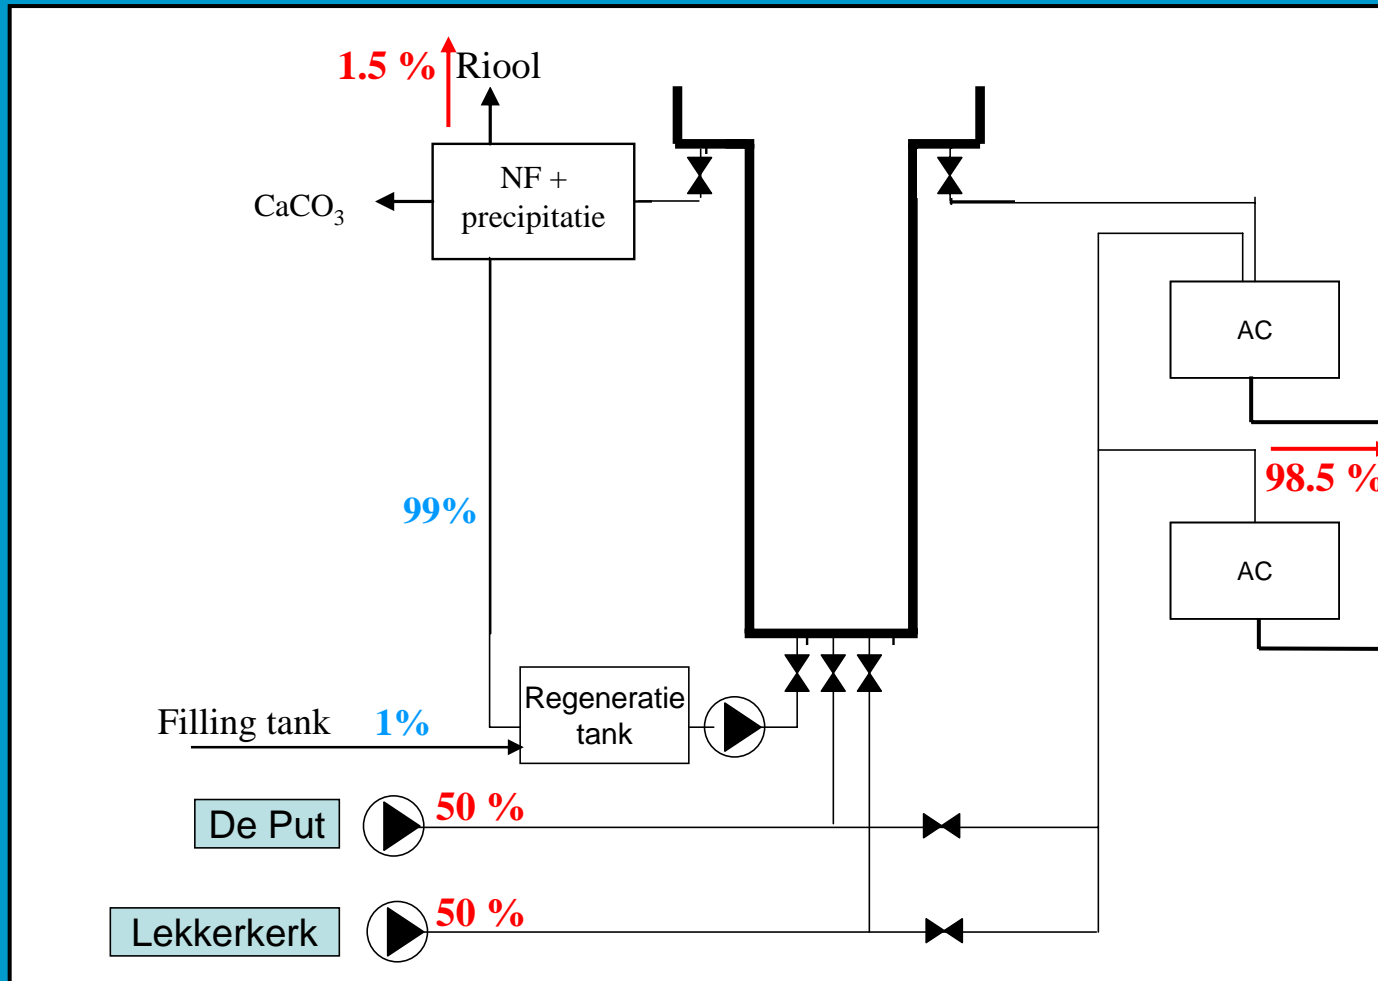 1.5 % Riool
NF +
precipitatie
CaCO₃
AC
99%
98.5 %
AC
Regeneratie
tank
Filling tank 1%
De Put 50 %
Lekkerkerk 50 %